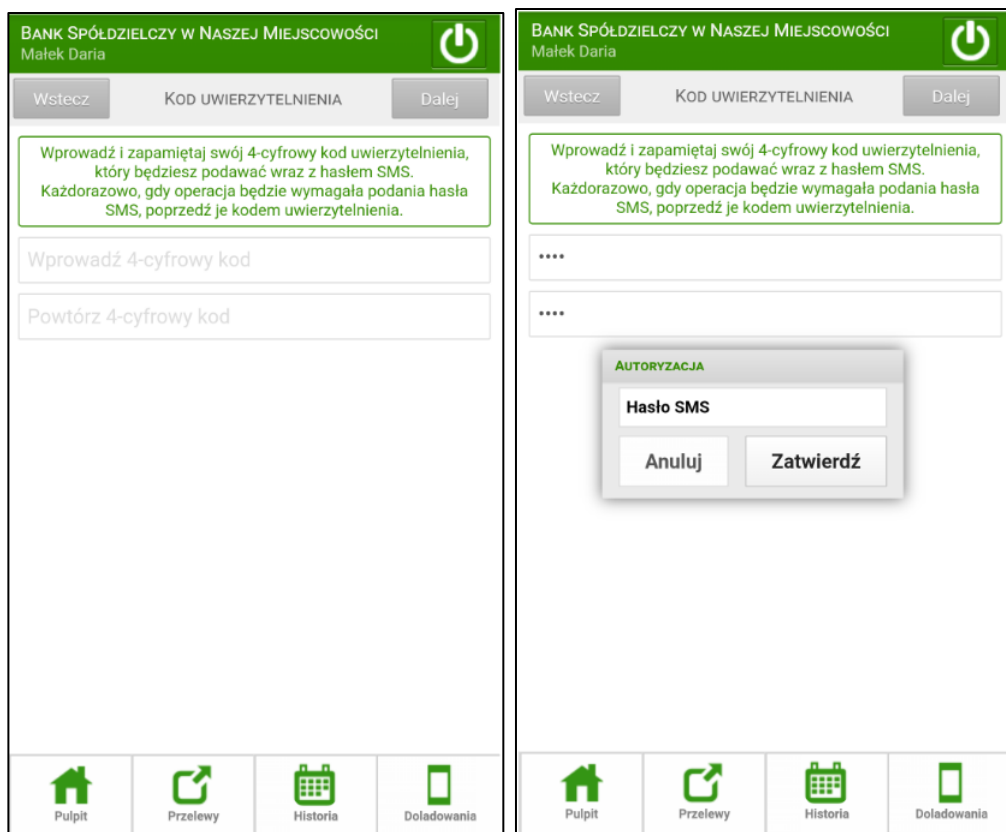 BANK SPÓŁDZIELCZY W NASZEJ MIEJSCOWOŚCI
Małek Daria
Wstecz
KOD UWIERZYTELNIENIA
Dalej
Wprowadź i zapamiętaj swój 4-cyfrowy kod uwierzytelnienia,
który będziesz podawać wraz z hasłem SMS.
Każdorazowo, gdy operacja będzie wymagała podania hasła
SMS, poprzedź je kodem uwierzytelnienia.
Wprowadź 4-cyfrowy kod
Powtórz 4-cyfrowy kod
Pulpit
Przelewy
Historia
Doladowania
BANK SPÓŁDZIELCZY W NASZEJ MIEJSCOWOŚCI
Małek Daria
Wstecz
KOD UWIERZYTELNIENIA
Dalej
Wprowadź i zapamiętaj swój 4-cyfrowy kod uwierzytelnienia,
który będziesz podawać wraz z hasłem SMS.
Każdorazowo, gdy operacja będzie wymagała podania hasła
SMS, poprzedź je kodem uwierzytelnienia.
••••
••••
AUTORYZACJA
Hasło SMS
Anuluj
Zatwierdź
Pulpit
Przelewy
Historia
Doladowania